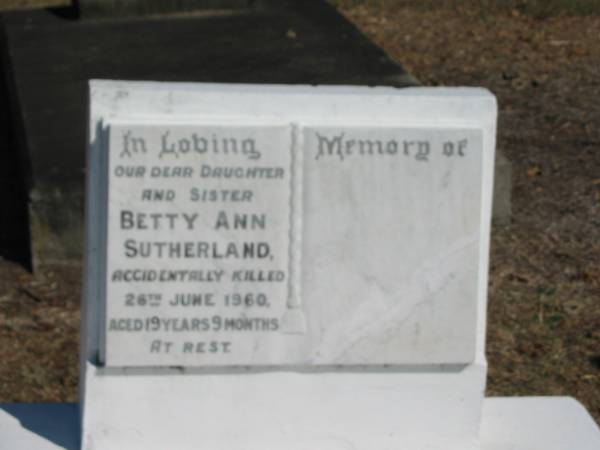 In Loving Memory of
OUR DEAR DAUGHTER
AND SISTER
BETTY ANN
SUTHERLAND,
ACCIDENTALLY KILLED
26TH JUNE 1960,
AGED 19 YEARS 9 MONTHS
AT REST.